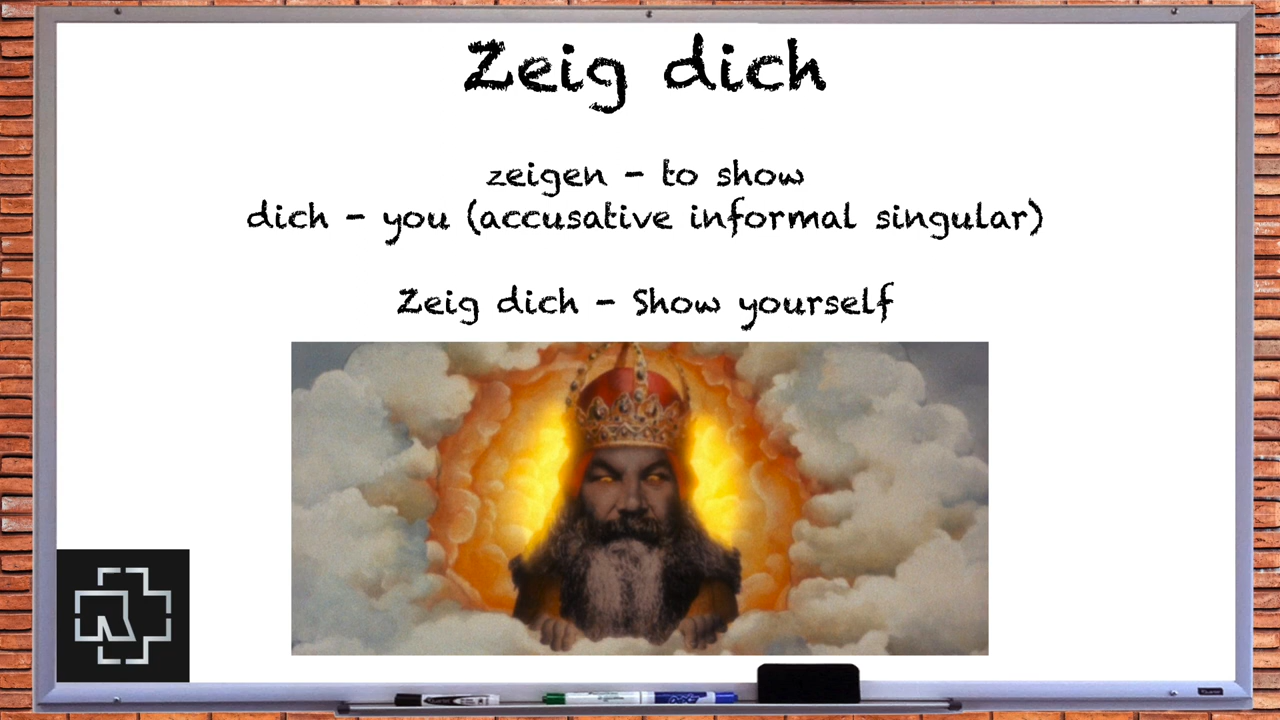 Zeig dich
zeigen - to show
dich - you (accusative informal singular)
Zeig dich - Show yourself